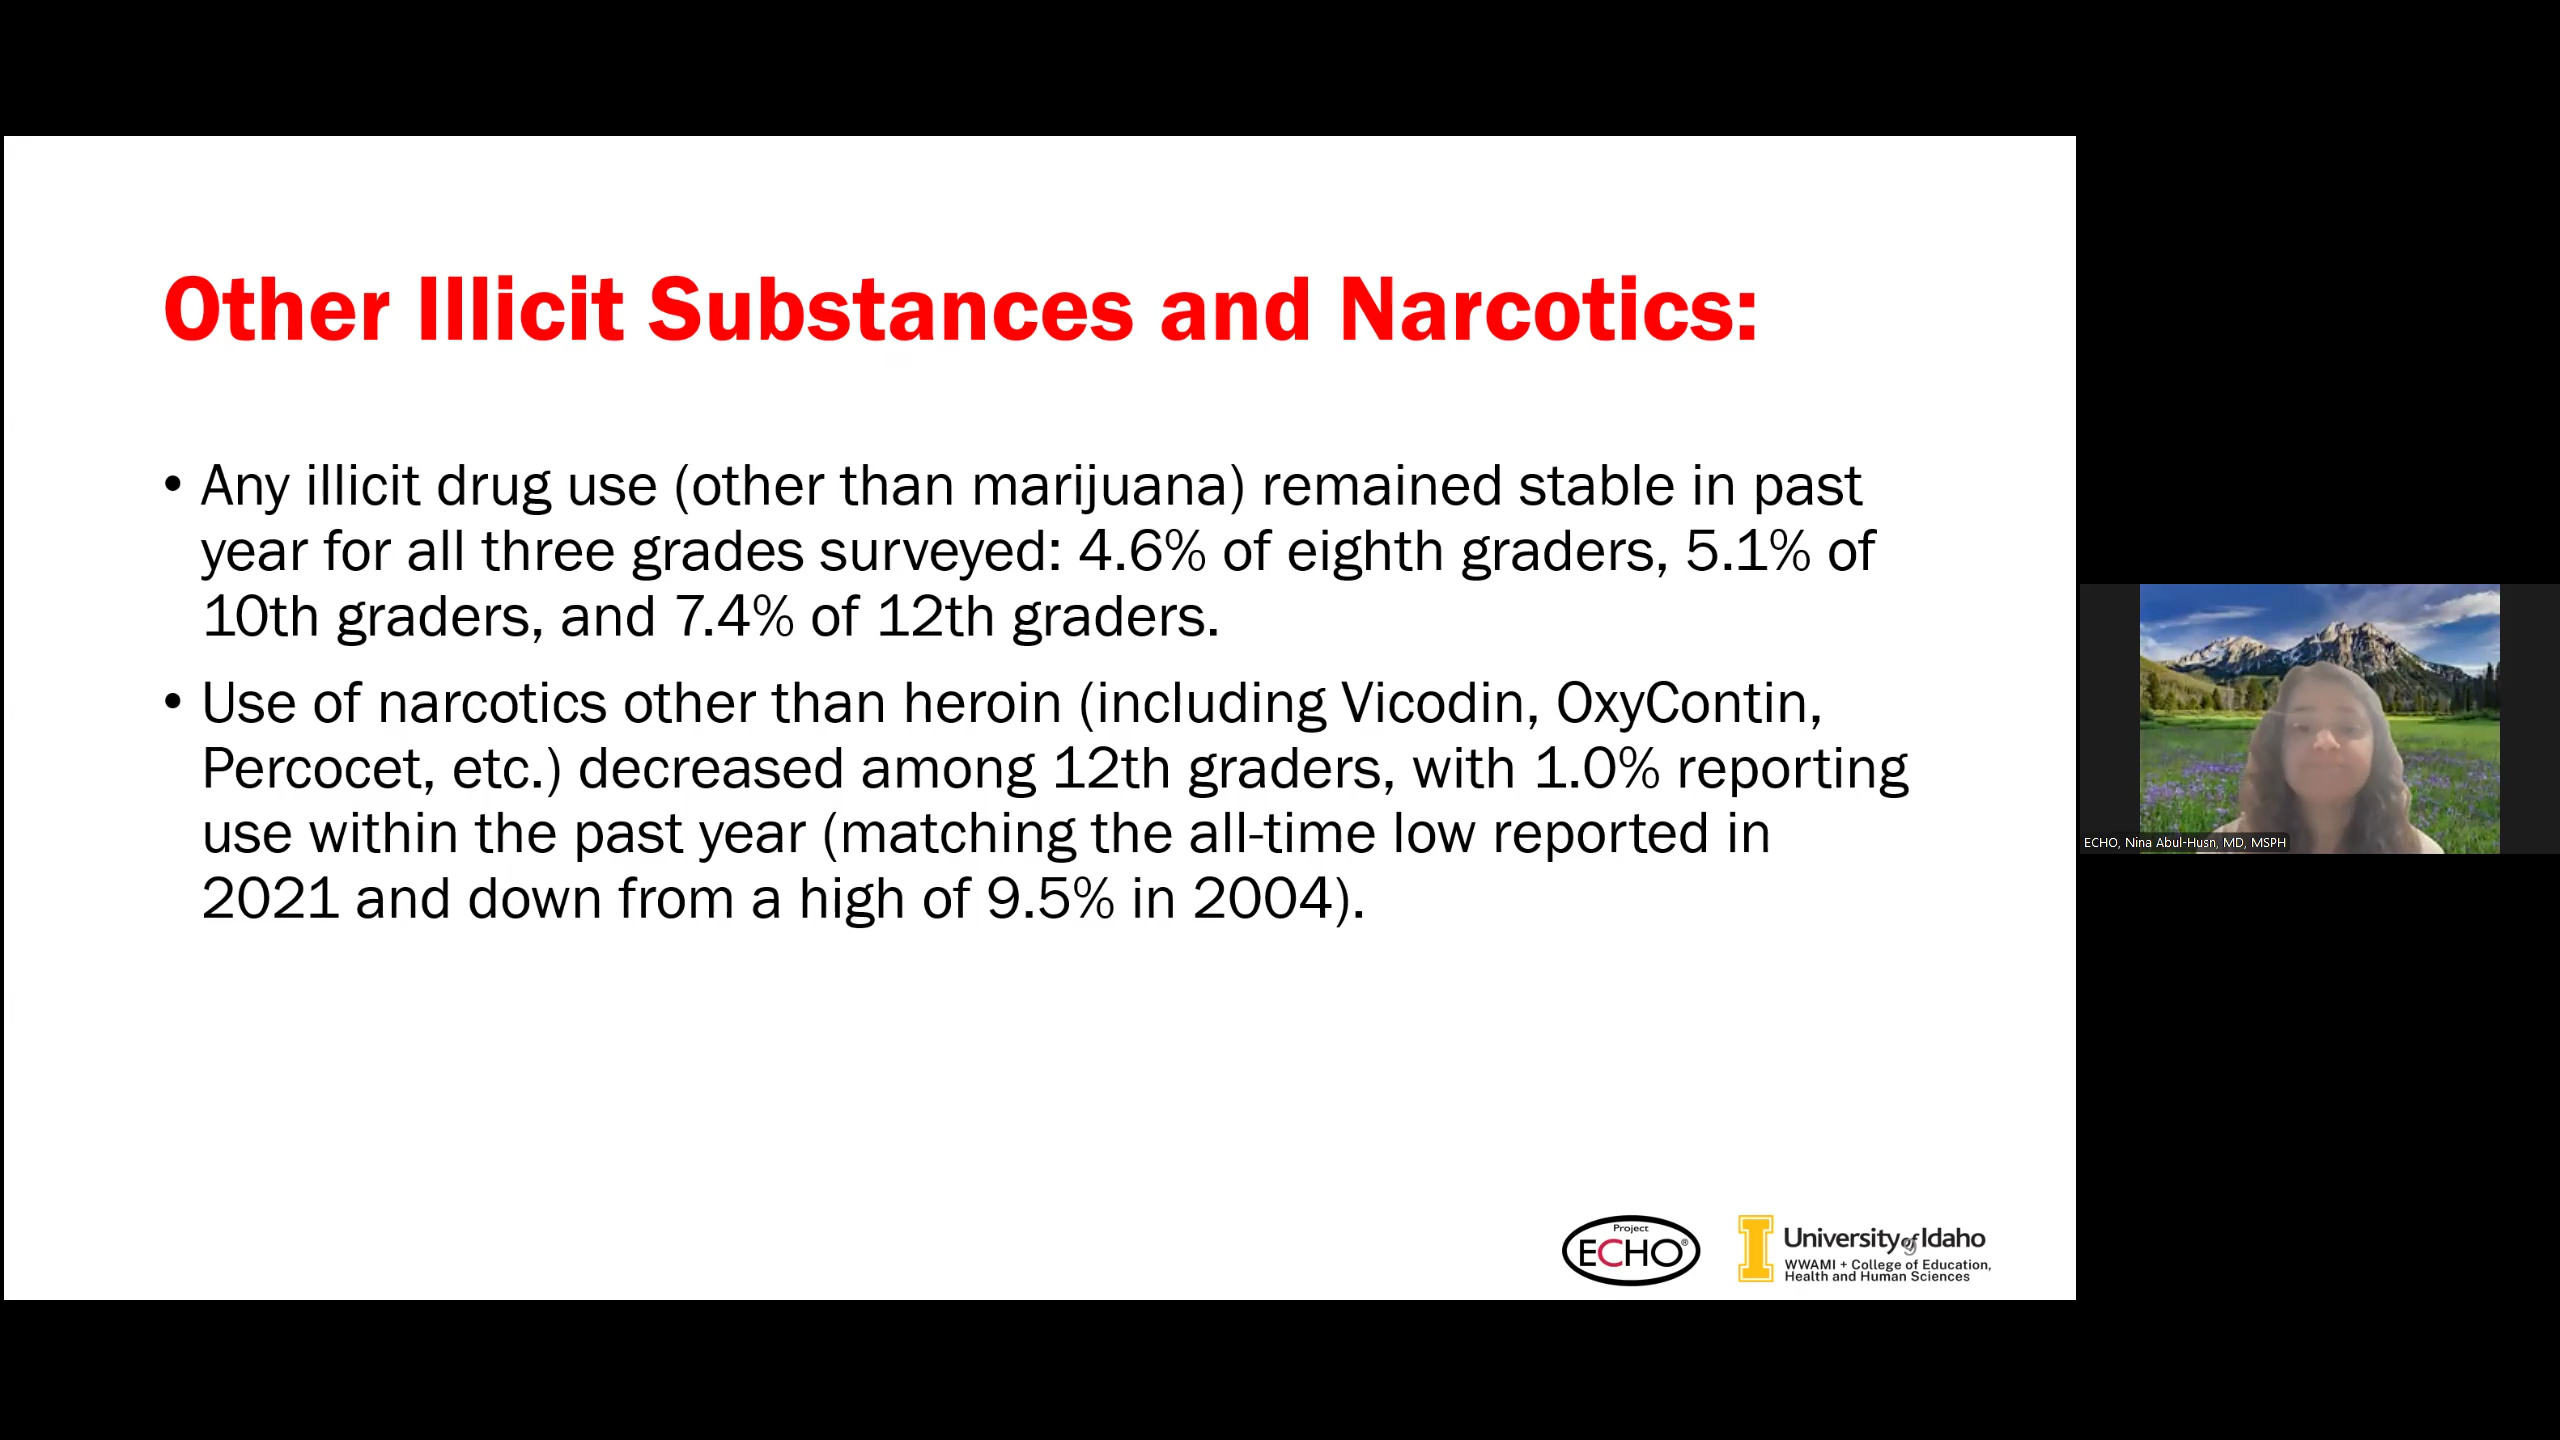 Other Illicit Substances and Narcotics:
• Any illicit drug use (other than marijuana) remained stable in past
year for all three grades surveyed: 4.6% of eighth graders, 5.1% of
10th graders, and 7.4% of 12th graders.
• Use of narcotics other than heroin (including Vicodin, OxyContin,
Percocet, etc.) decreased among 12th graders, with 1.0% reporting
use within the past year (matching the all-time low reported in
2021 and down from a high of 9.5% in 2004).
ECHO, Nina Abul-Husn, MD, MSPH
Project
ECHO®
I
University of Idaho
WWAMI + College of Education,
Health and Human Sciences